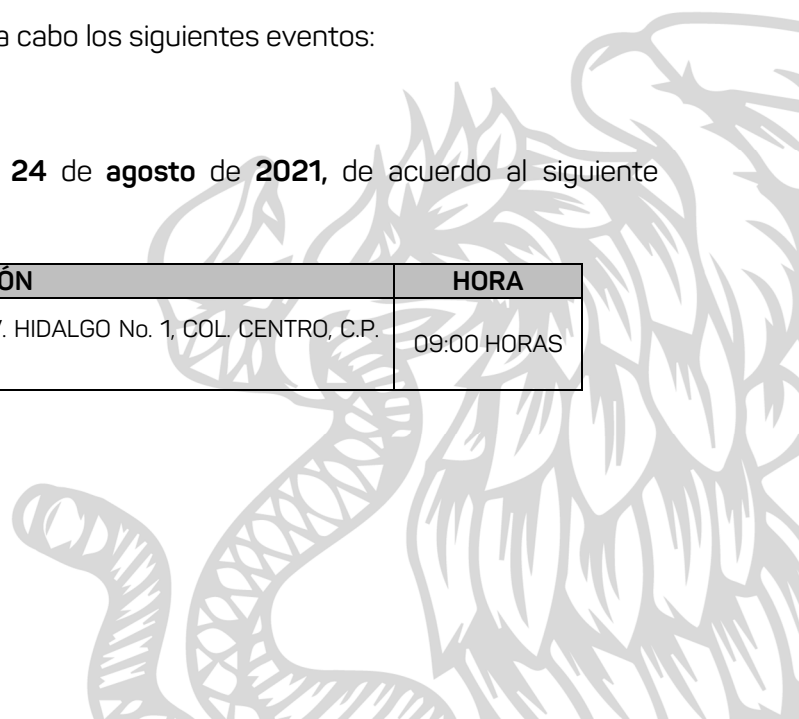 a cabo los siguientes eventos:
24 de agosto de 2021, de acuerdo al siguiente
ÓN HORA
. HIDALGO No. 1, COL. CENTRO, C.P.
09:00 HORAS